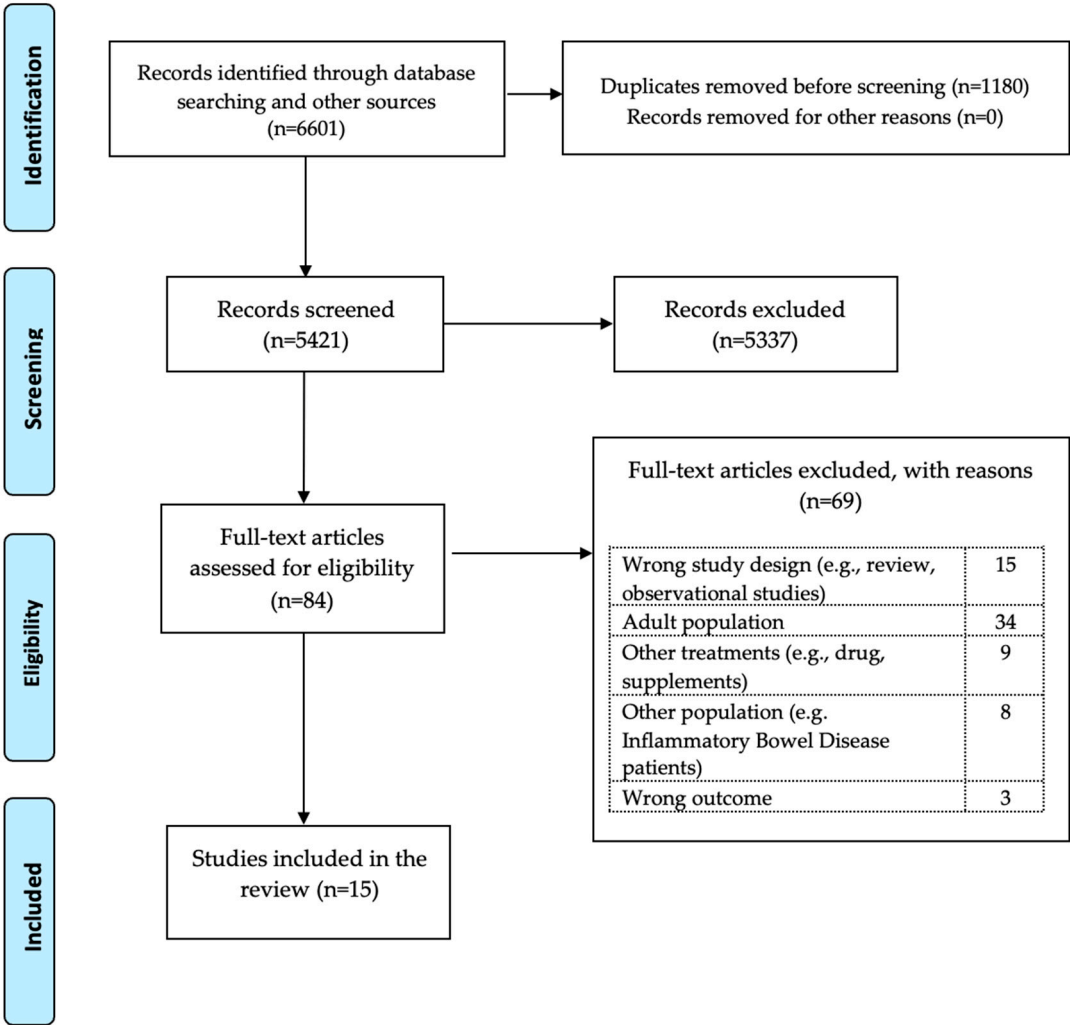 Identification
Records identified through database
searching and other sources
(n=6601)
Duplicates removed before screening (n=1180)
Records removed for other reasons (n=0)
Screening
Records screened
(n=5421)
Records excluded
(n=5337)
Eligibility
Full-text articles
assessed for eligibility
(n=84)
Full-text articles excluded, with reasons
(n=69)
Wrong study design (e.g., review,
observational studies)
15
Adult population
34
Other treatments (e.g., drug,
supplements)
9
Other population (e.g.
Inflammatory Bowel Disease
patients)
8
Wrong outcome
3
Included
Studies included in the
review (n=15)